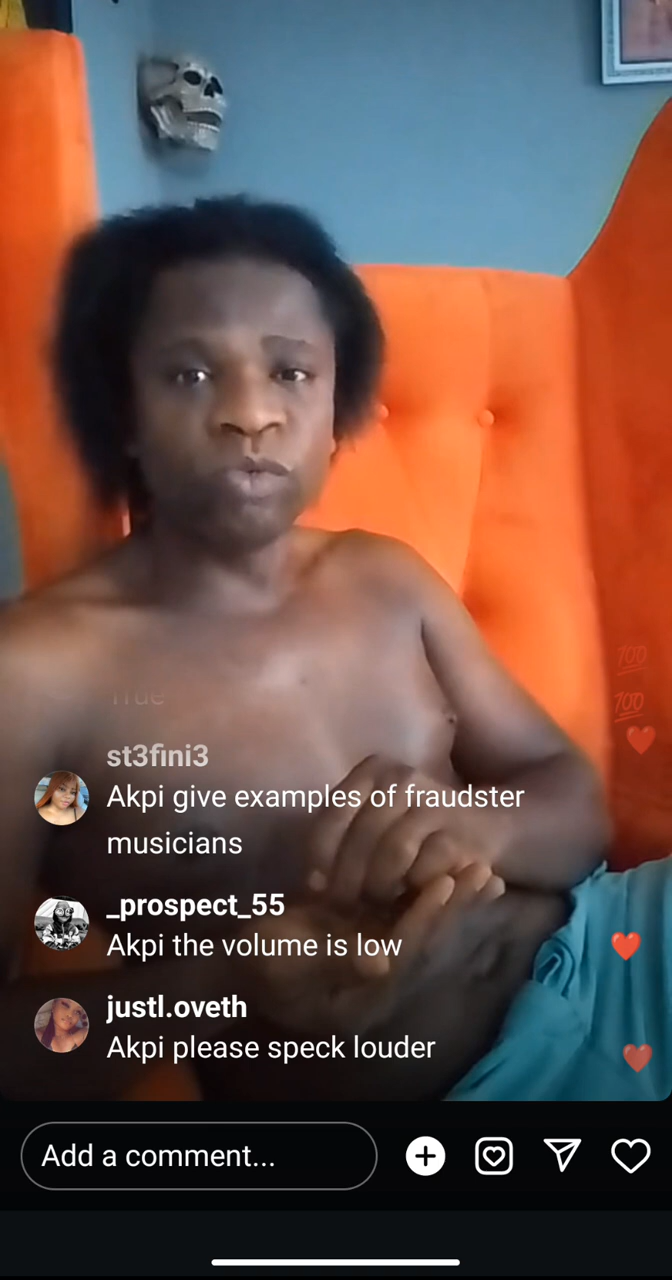 True
st3fini3
Akpi give examples of fraudster
musicians
_prospect_55
Akpi the volume is low
justl.oveth
Akpi please speck louder
Add a comment...